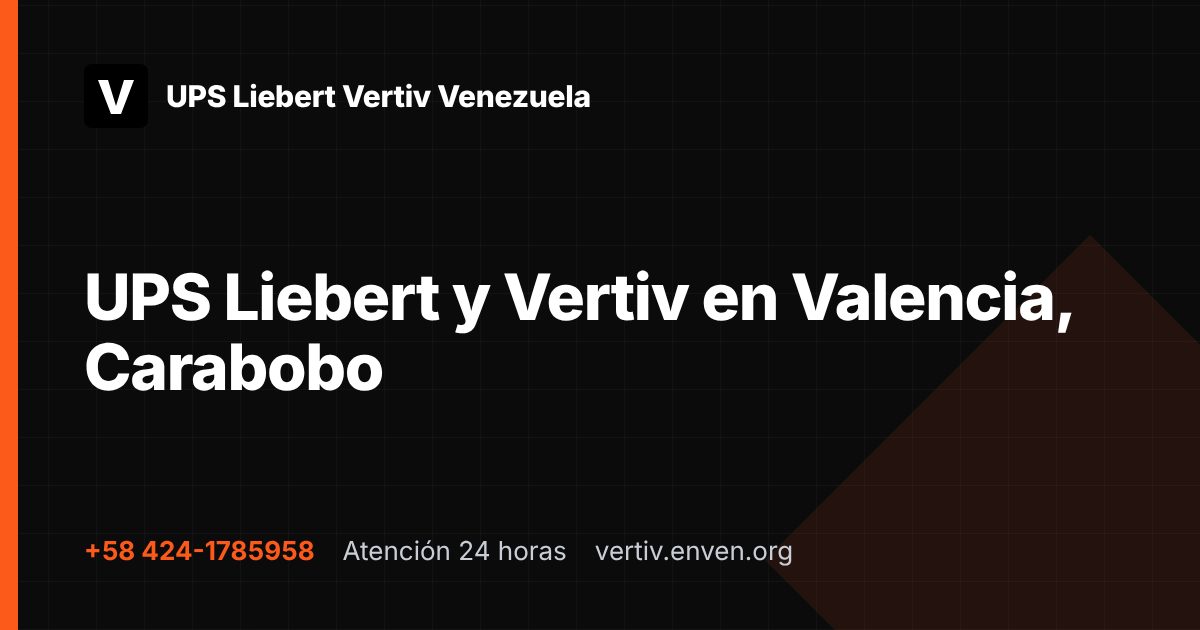 V
UPS Liebert Vertiv Venezuela
UPS Liebert y Vertiv en Valencia,
Carabobo
+58 424-1785958 Atención 24 horas vertiv.enven.org